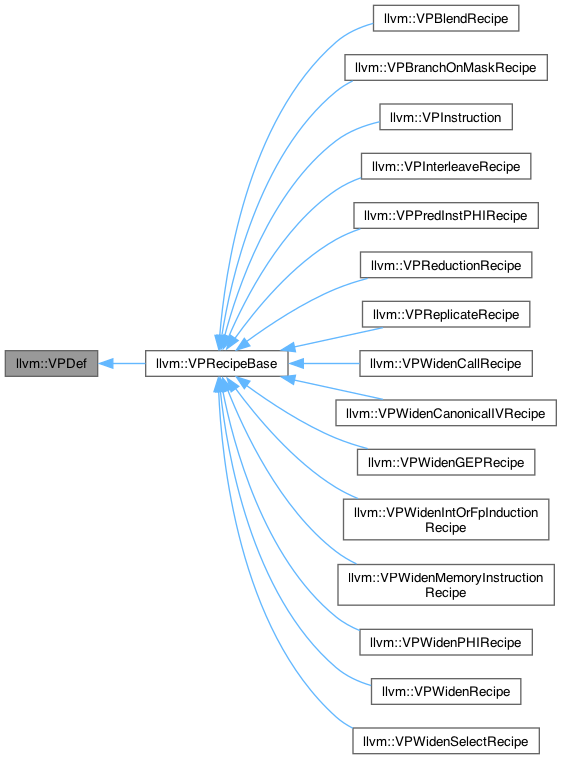 llvm::VPBlendRecipe
llvm::VPBranchOnMaskRecipe
llvm::VPInstruction
llvm::VPInterleaveRecipe
llvm::VPPredInstPHIRecipe
llvm::VPReductionRecipe
llvm::VPReplicateRecipe
llvm::VPDef
llvm::VPRecipeBase
llvm::VPWidenCallRecipe
llvm::VPWidenCanonicalIVRecipe
llvm::VPWidenGEPRecipe
llvm::VPWidenIntOrFpInduction
Recipe
llvm::VPWidenMemoryInstruction
Recipe
llvm::VPWidenPHIRecipe
llvm::VPWidenRecipe
llvm::VPWidenSelectRecipe